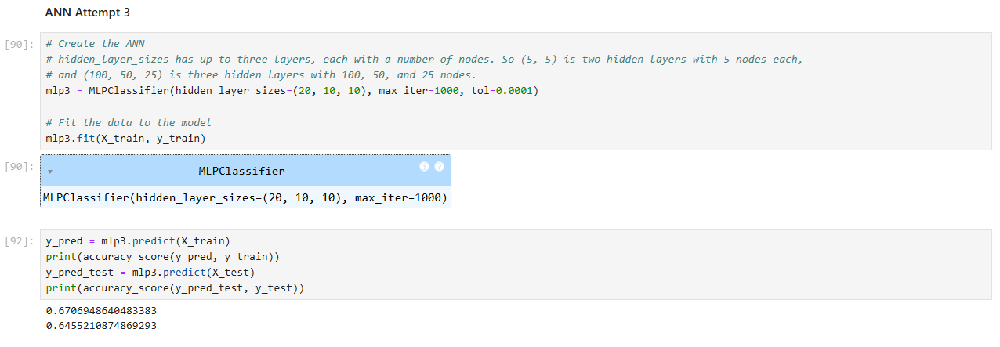 ANN Attempt 3
[90]:
# Create the ANN
# hidden_layer_sizes has up to three layers, each with a number of nodes. So (5, 5) is two hidden layers with 5 nodes each,
# and (100, 50, 25) is three hidden layers with 100, 50, and 25 nodes.
mlp3 = MLPClassifier(hidden_layer_sizes=(20, 10, 10), max_iter=1000, tol=0.0001)
# Fit the data to the model
mlp3.fit(X_train, y_train)
[90]:
MLPClassifier
MLPClassifier(hidden_layer_sizes=(20, 10, 10), max_iter=1000)
[92]:
y_pred = mlp3.predict(X_train)
print(accuracy_score(y_pred, y_train))
y_pred_test = mlp3.predict(X_test)
print(accuracy_score(y_pred_test, y_test))
0.6706948640483383
0.6455210874869293